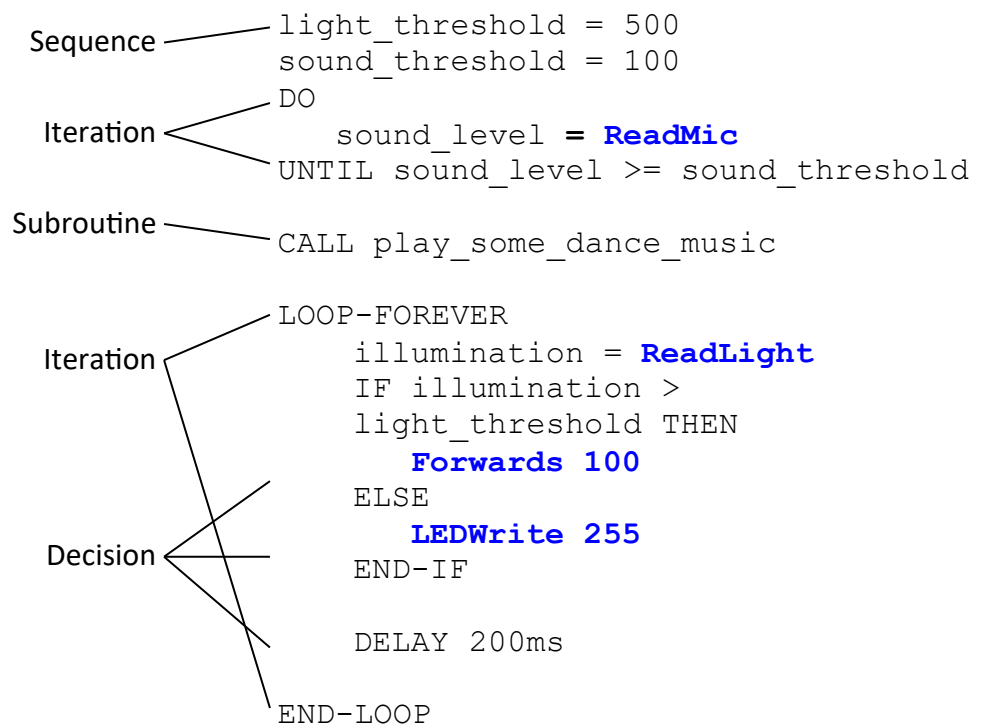 Sequence
light_threshold = 500
sound_threshold = 100
Iteration
DO
sound_level = ReadMic
UNTIL sound_level >= sound_threshold
Subroutine
CALL play_some_dance_music
LOOP-FOREVER
Iteration
illumination = ReadLight
IF illumination >
light_threshold THEN
Forwards 100
ELSE
LEDWrite 255
Decision
END-IF
DELAY 200ms
END-LOOP